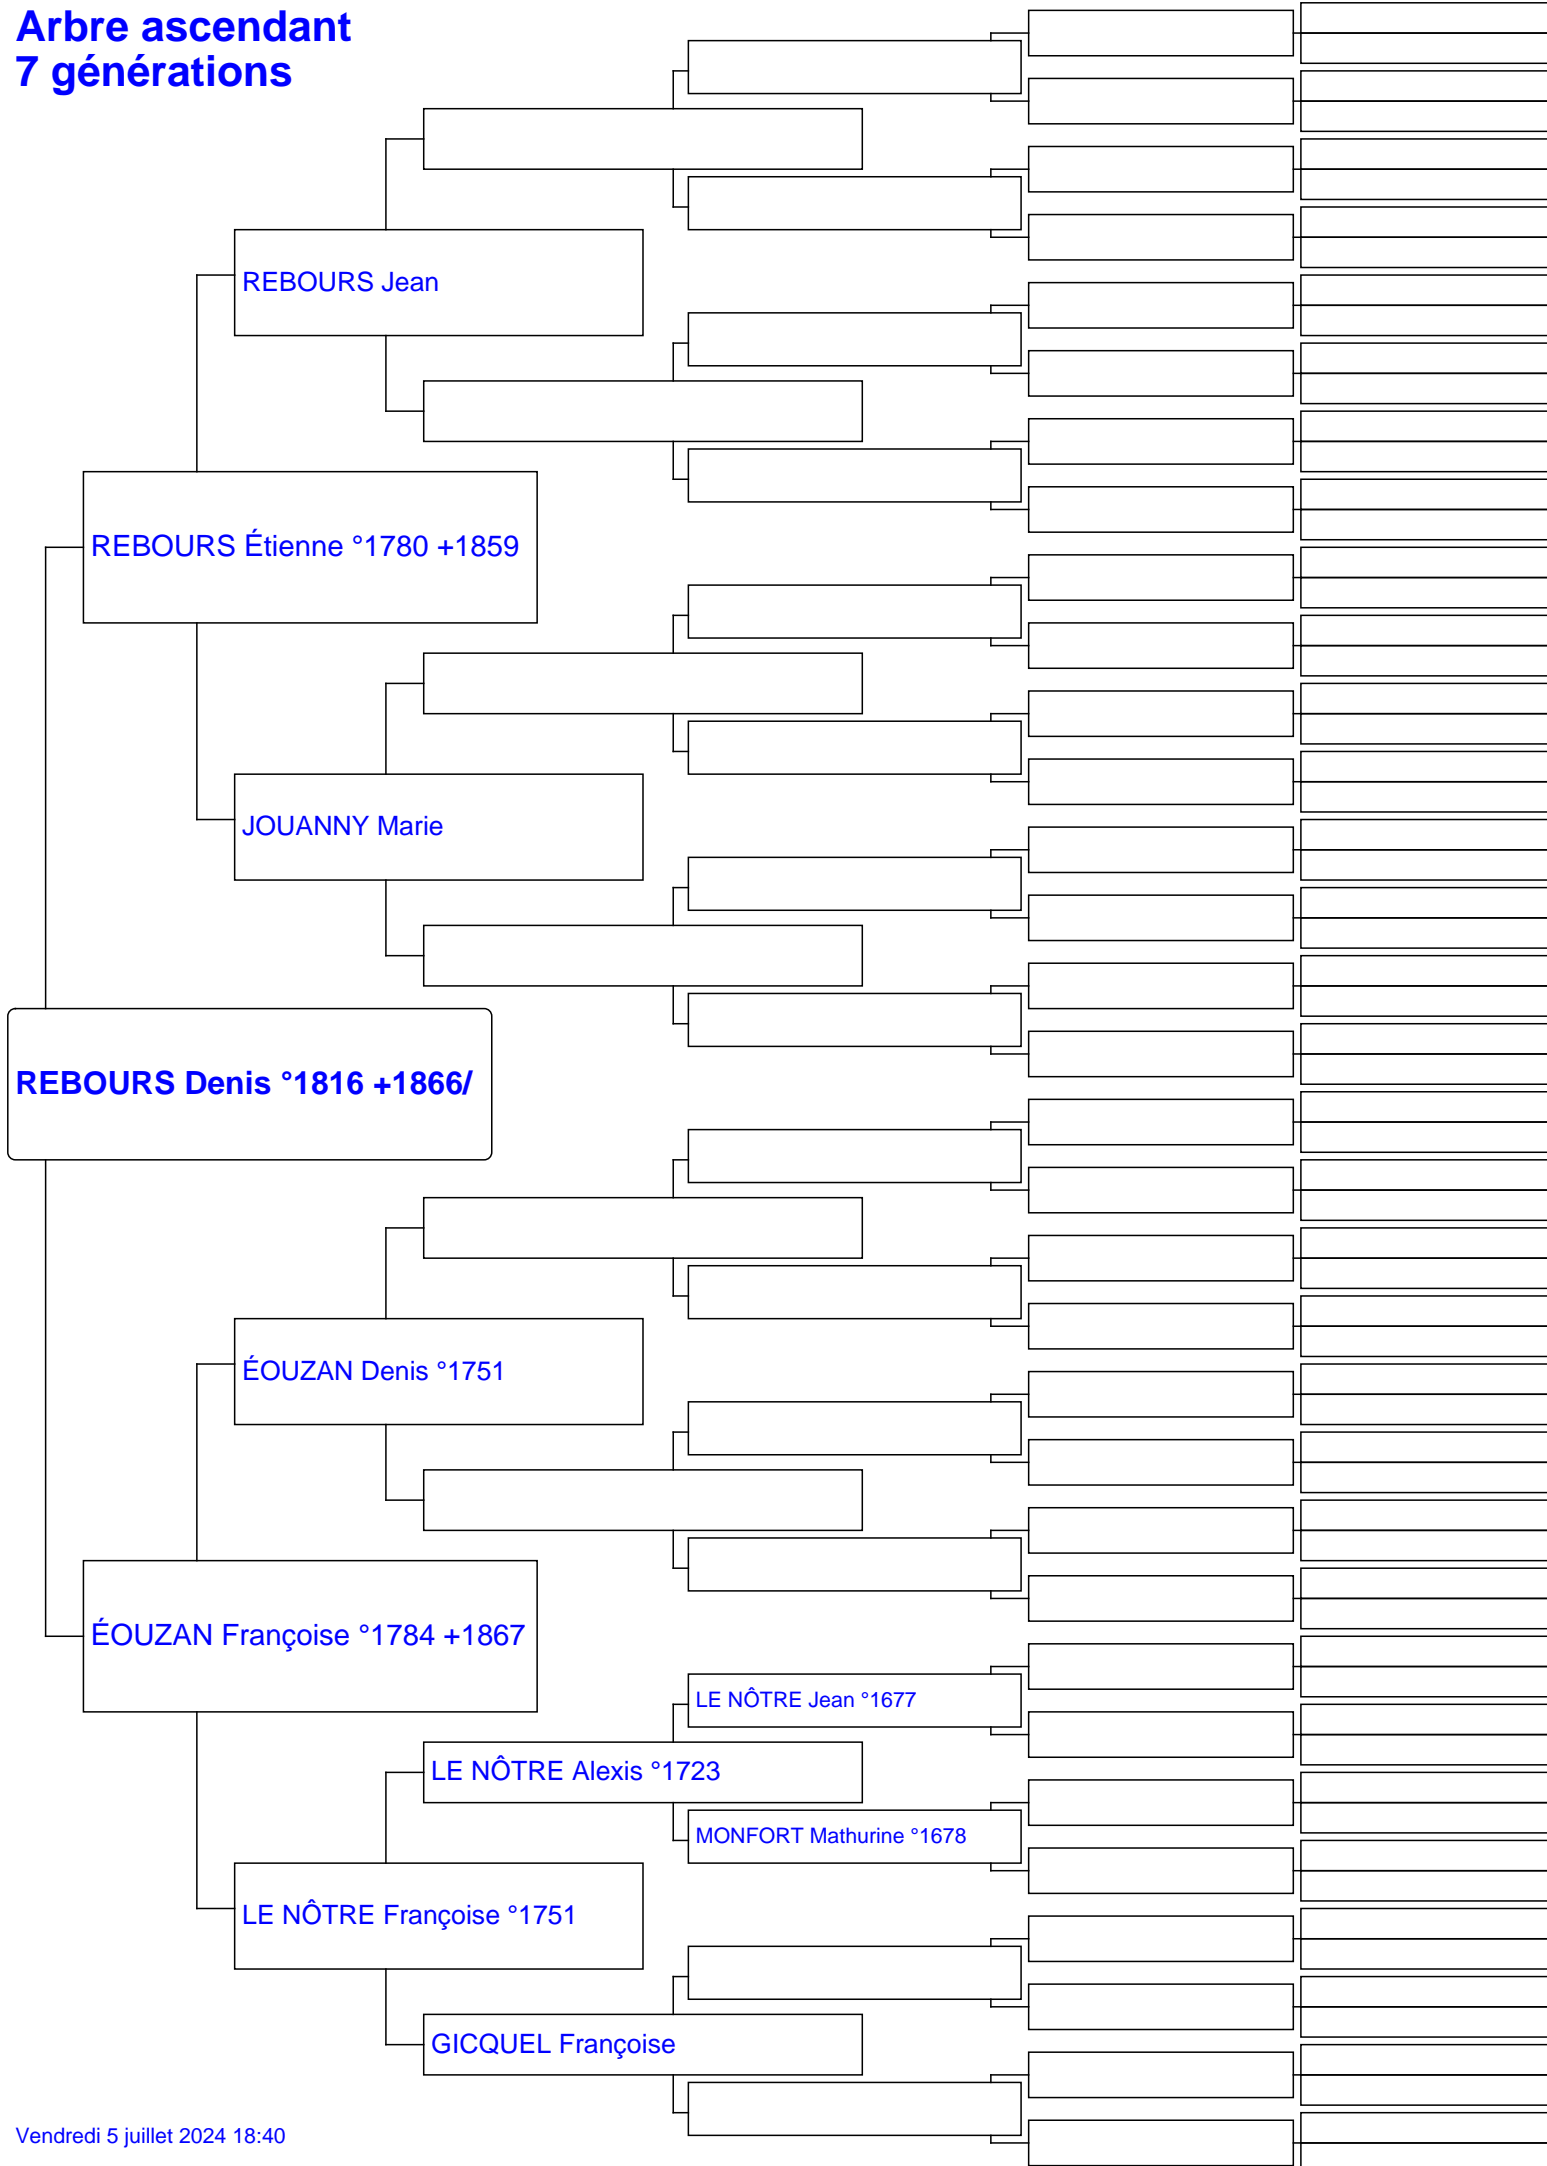 Arbre ascendant
7 générations
REBOURS Jean
REBOURS Étienne °1780 +1859
JOUANNY Marie
REBOURS Denis °1816 +1866/
ÉOUZAN Denis °1751
ÉOUZAN Françoise °1784 +1867
LE NÔTRE Jean °1677
LE NÔTRE Alexis °1723
MONFORT Mathurine °1678
LE NÔTRE Françoise °1751
GICQUEL Françoise
Vendredi 5 juillet 2024 18:40